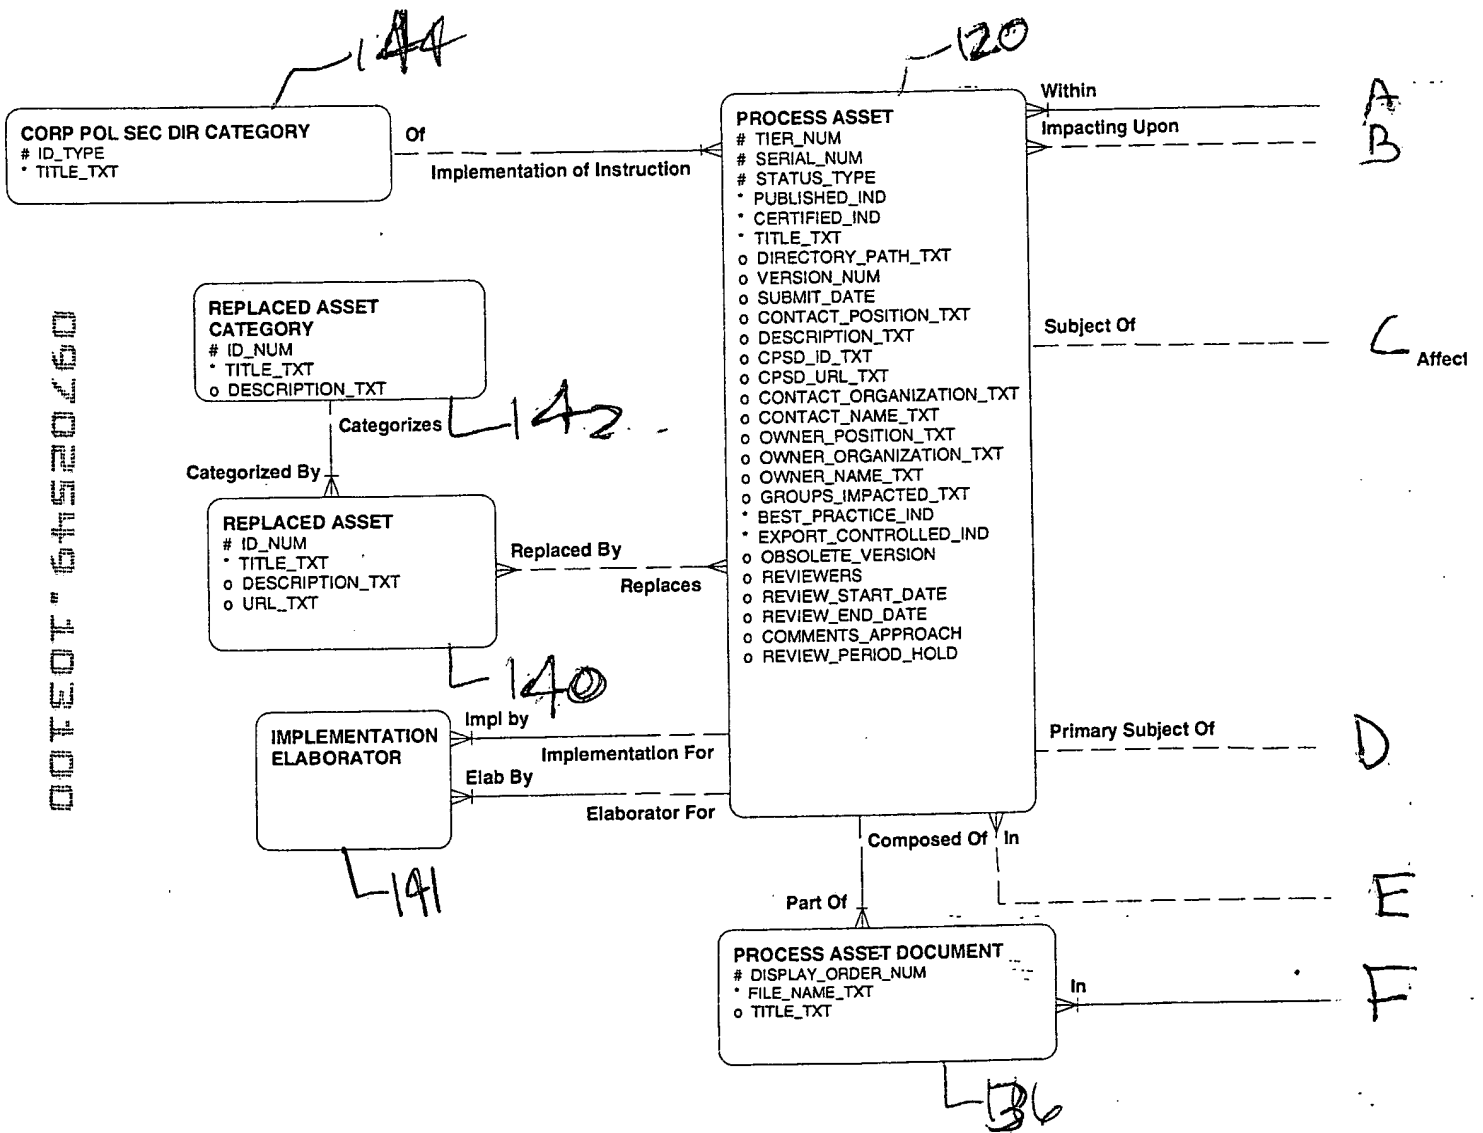 144
120
CORP POL SEC DIR CATEGORY
# ID_TYPE
* TITLE_TXT
Of
Implementation of Instruction
PROCESS ASSET
# TIER_NUM
# SERIAL_NUM
# STATUS_TYPE
* PUBLISHED_IND
* CERTIFIED_IND
* TITLE_TXT
o DIRECTORY_PATH_TXT
o VERSION_NUM
o SUBMIT_DATE
o CONTACT_POSITION_TXT
o DESCRIPTION_TXT
o CPSD_ID_TXT
o CPSD_URL_TXT
o CONTACT_ORGANIZATION_TXT
o CONTACT_NAME_TXT
o OWNER_POSITION_TXT
o OWNER_ORGANIZATION_TXT
o OWNER_NAME_TXT
o GROUPS_IMPACTED_TXT
* BEST_PRACTICE_IND
* EXPORT_CONTROLLED_IND
o OBSOLETE_VERSION
o REVIEWERS
o REVIEW_START_DATE
o REVIEW_END_DATE
o COMMENTS_APPROACH
o REVIEW_PERIOD_HOLD
Within
A
Impacting Upon
B
Subject Of
C
Affect
REPLACED ASSET
CATEGORY
# ID_NUM
* TITLE_TXT
o DESCRIPTION_TXT
142
Categorizes
Categorized By
REPLACED ASSET
# ID_NUM
* TITLE_TXT
o DESCRIPTION_TXT
o URL_TXT
140
Replaced By
Replaces
IMPLEMENTATION
ELABORATOR
141
Impl by
Implementation For
Elab By
Elaborator For
Primary Subject Of
D
Composed Of
In
E
Part Of
PROCESS ASSET DOCUMENT
# DISPLAY_ORDER_NUM
* FILE_NAME_TXT
o TITLE_TXT
In
F
136
09702549.103100